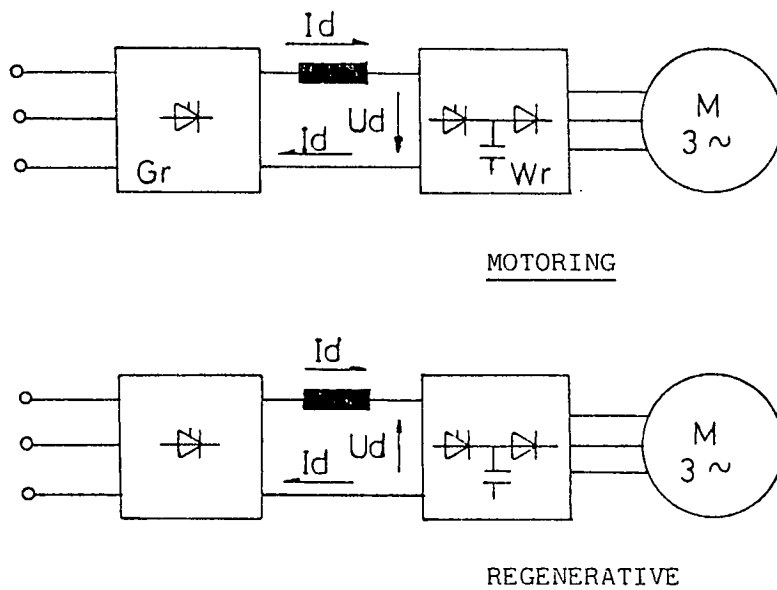 Id
Ud
Id
Gr
Wr
M
3 ~
MOTORING
Id
Ud
Id
M
3 ~
REGENERATIVE